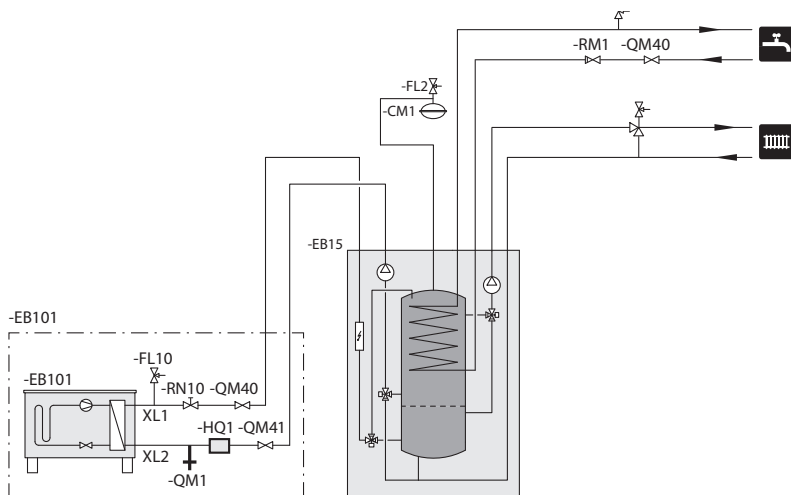 -RM1
-QM40
-FL2
-CM1
-EB15
-EB101
-FL10
-EB101
-RN10
-QM40
XL1
-HQ1
-QM41
XL2
-QM1